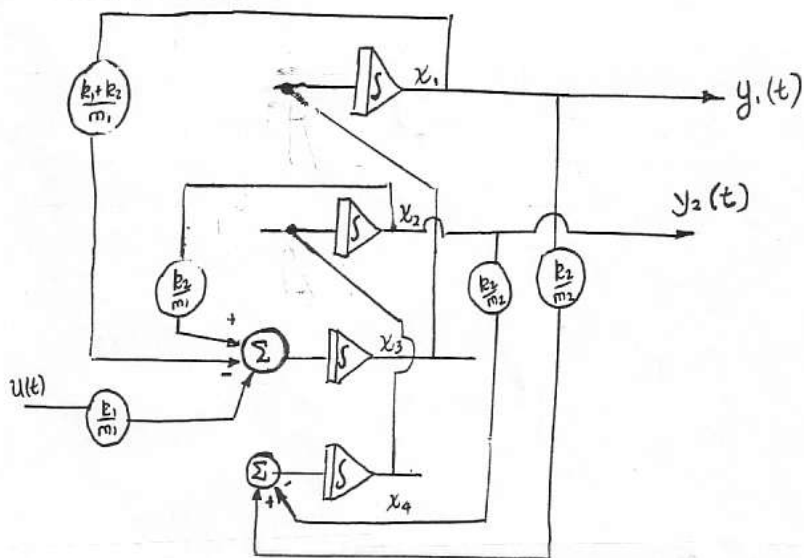 k₁+k₂
m₁
∫
x₁
y₁(t)
k₂
m₁
∫
x₂
y₂(t)
k₂
m₂
k₂
m₂
+
-
Σ
∫
x₃
u(t)
k₁
m₁
Σ
+
-
∫
x₄